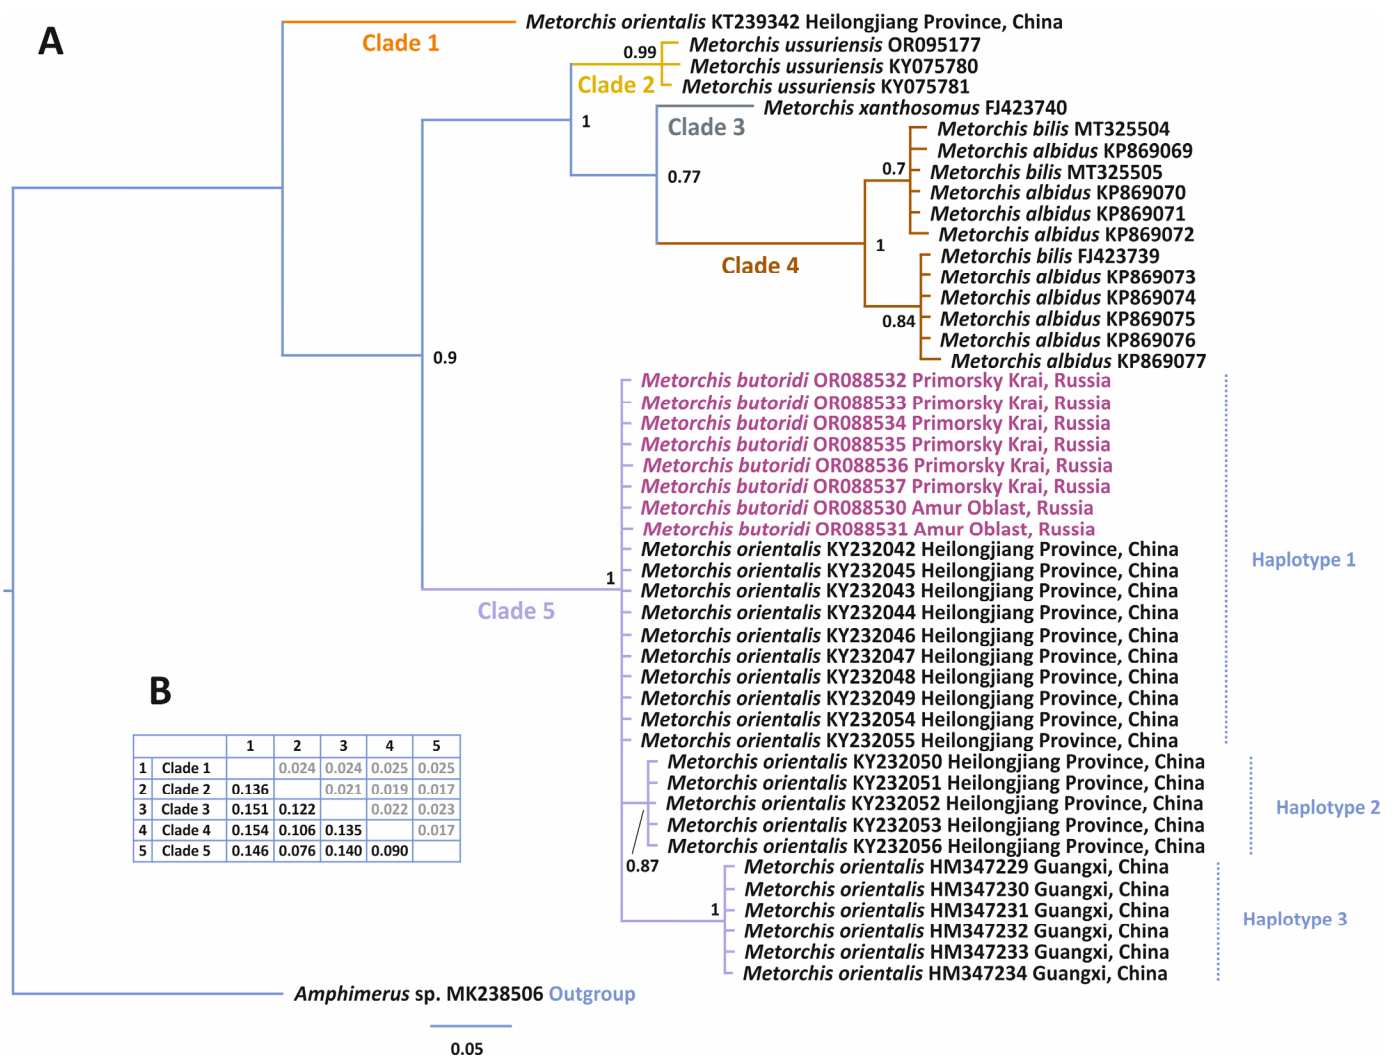 A
Metorchis orientalis KT239342 Heilongjiang Province, China
Clade 1
Metorchis ussuriensis OR095177
0.99
Metorchis ussuriensis KY075780
Clade 2
Metorchis ussuriensis KY075781
Metorchis xanthosomus FJ423740
1
Clade 3
Metorchis bilis MT325504
Metorchis albidus KP869069
0.7
Metorchis bilis MT325505
0.77
Metorchis albidus KP869070
Metorchis albidus KP869071
Metorchis albidus KP869072
1
Metorchis bilis FJ423739
Clade 4
Metorchis albidus KP869073
Metorchis albidus KP869074
Metorchis albidus KP869075
0.84
Metorchis albidus KP869076
0.9
Metorchis albidus KP869077
Metorchis butoridi OR088532 Primorsky Krai, Russia
Metorchis butoridi OR088533 Primorsky Krai, Russia
Metorchis butoridi OR088534 Primorsky Krai, Russia
Metorchis butoridi OR088535 Primorsky Krai, Russia
Metorchis butoridi OR088536 Primorsky Krai, Russia
Metorchis butoridi OR088537 Primorsky Krai, Russia
Metorchis butoridi OR088530 Amur Oblast, Russia
Metorchis butoridi OR088531 Amur Oblast, Russia
Metorchis orientalis KY232042 Heilongjiang Province, China
Haplotype 1
Metorchis orientalis KY232045 Heilongjiang Province, China
1
Metorchis orientalis KY232043 Heilongjiang Province, China
Clade 5
Metorchis orientalis KY232044 Heilongjiang Province, China
Metorchis orientalis KY232046 Heilongjiang Province, China
Metorchis orientalis KY232047 Heilongjiang Province, China
Metorchis orientalis KY232048 Heilongjiang Province, China
Metorchis orientalis KY232049 Heilongjiang Province, China
Metorchis orientalis KY232054 Heilongjiang Province, China
Metorchis orientalis KY232055 Heilongjiang Province, China
Metorchis orientalis KY232050 Heilongjiang Province, China
Metorchis orientalis KY232051 Heilongjiang Province, China
Metorchis orientalis KY232052 Heilongjiang Province, China
Haplotype 2
Metorchis orientalis KY232053 Heilongjiang Province, China
Metorchis orientalis KY232056 Heilongjiang Province, China
0.87
Metorchis orientalis HM347229 Guangxi, China
Metorchis orientalis HM347230 Guangxi, China
1
Metorchis orientalis HM347231 Guangxi, China
Haplotype 3
Metorchis orientalis HM347232 Guangxi, China
Metorchis orientalis HM347233 Guangxi, China
Metorchis orientalis HM347234 Guangxi, China
Amphimerus sp. MK238506 Outgroup
0.05
B
1 2 3 4 5
1 Clade 1 0.024 0.024 0.025 0.025
2 Clade 2 0.136 0.021 0.019 0.017
3 Clade 3 0.151 0.122 0.022 0.023
4 Clade 4 0.154 0.106 0.135 0.017
5 Clade 5 0.146 0.076 0.140 0.090